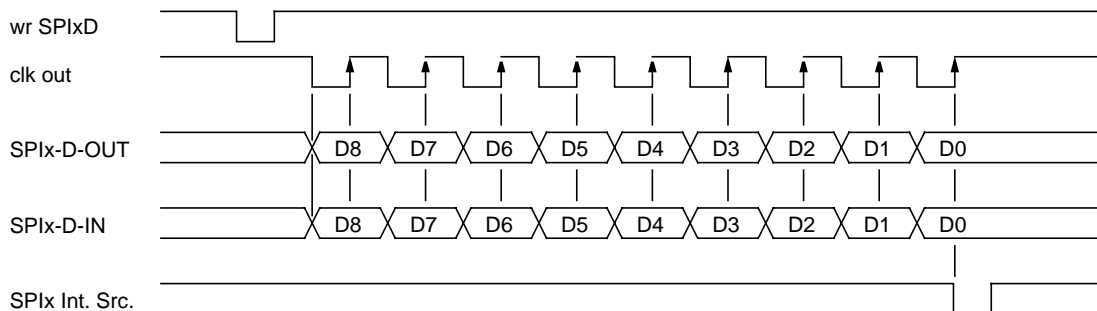 wr SPIxD
clk out
SPIx-D-OUT D8 D7 D6 D5 D4 D3 D2 D1 D0
SPIx-D-IN D8 D7 D6 D5 D4 D3 D2 D1 D0
SPIx Int. Src.